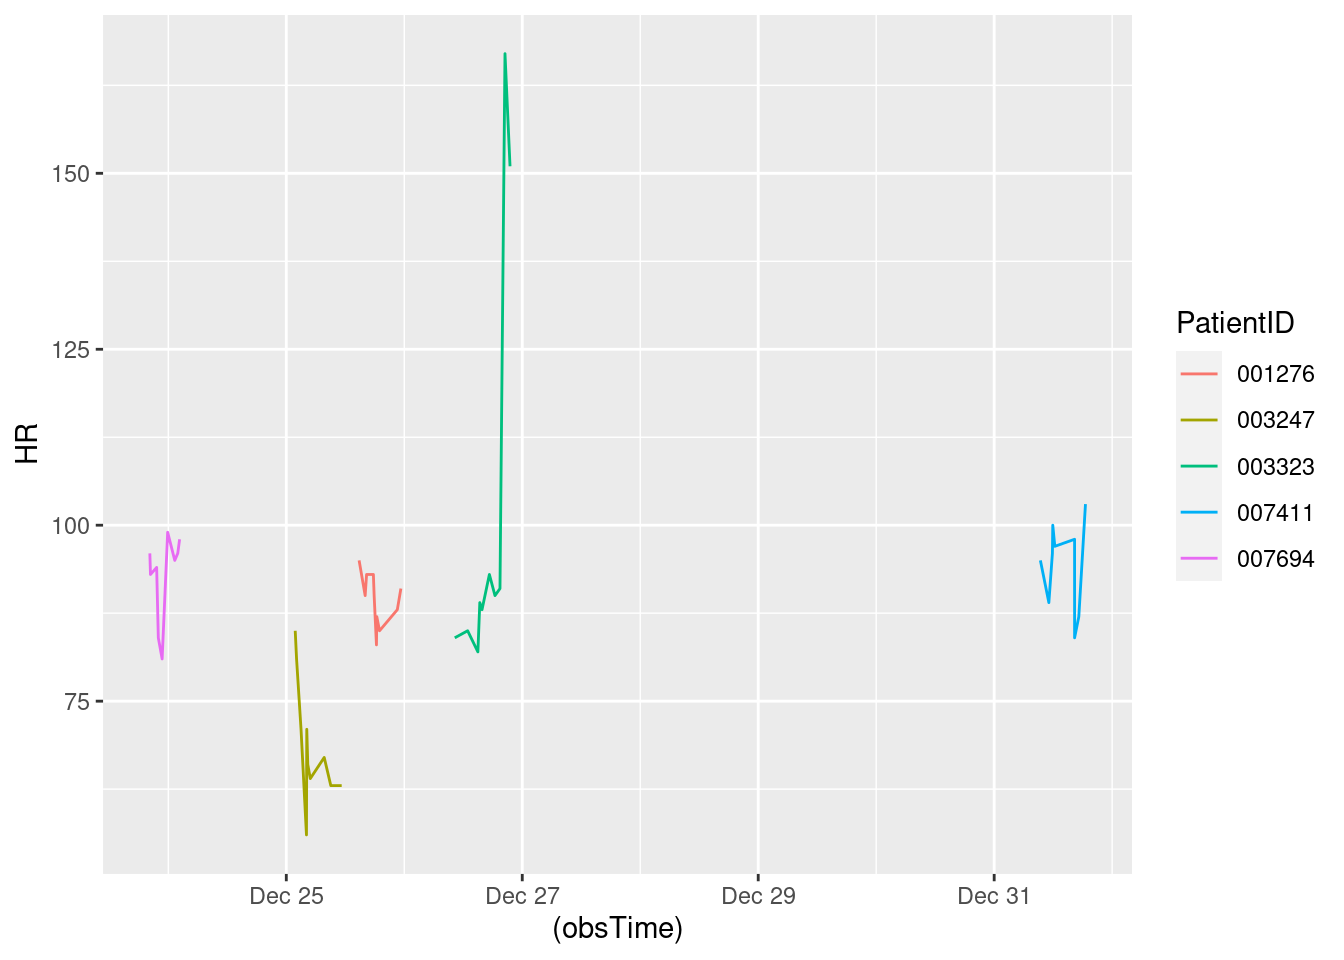 150
125
100
75
HR
Dec 25
Dec 27
Dec 29
Dec 31
(obsTime)
PatientID
001276
003247
003323
007411
007694